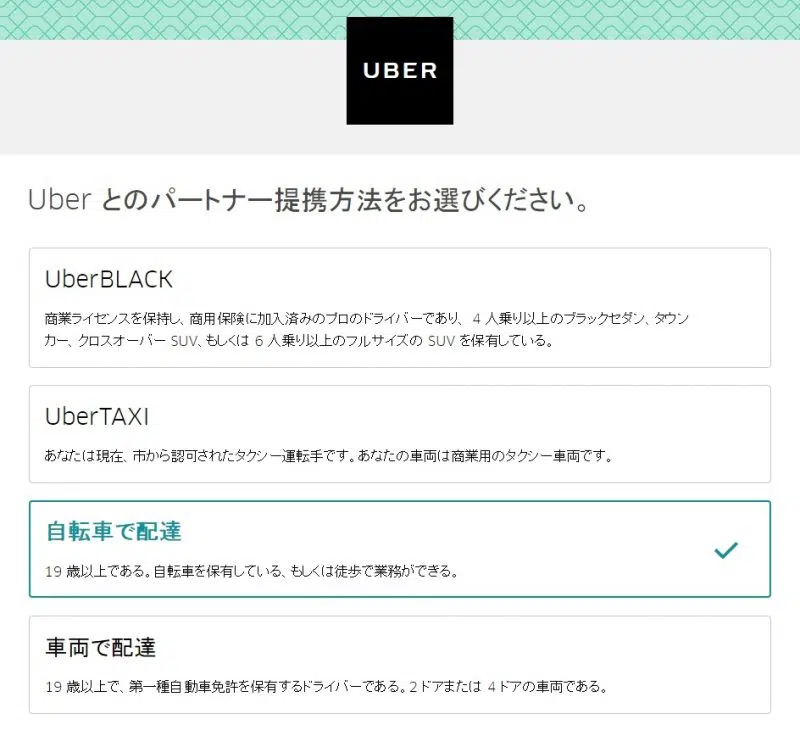 UBER
Uber とのパートナー提携方法をお選びください。
UberBLACK
商業ライセンスを保持し、商用保険に加入済みのプロのドライバーであり、 4 人乗り以上のブラックセダン、タウン
カー、クロスオーバー SUV、もしくは 6 人乗り以上のフルサイズの SUV を保有している。
UberTAXI
あなたは現在、市から認可されたタクシー運転手です。あなたの車両は商業用のタクシー車両です。
自転車で配達
19 歳以上である。自転車を保有している、もしくは徒歩で業務ができる。
車両で配達
19 歳以上で、第一種自動車免許を保有するドライバーである。2 ドアまたは 4 ドアの車両である。